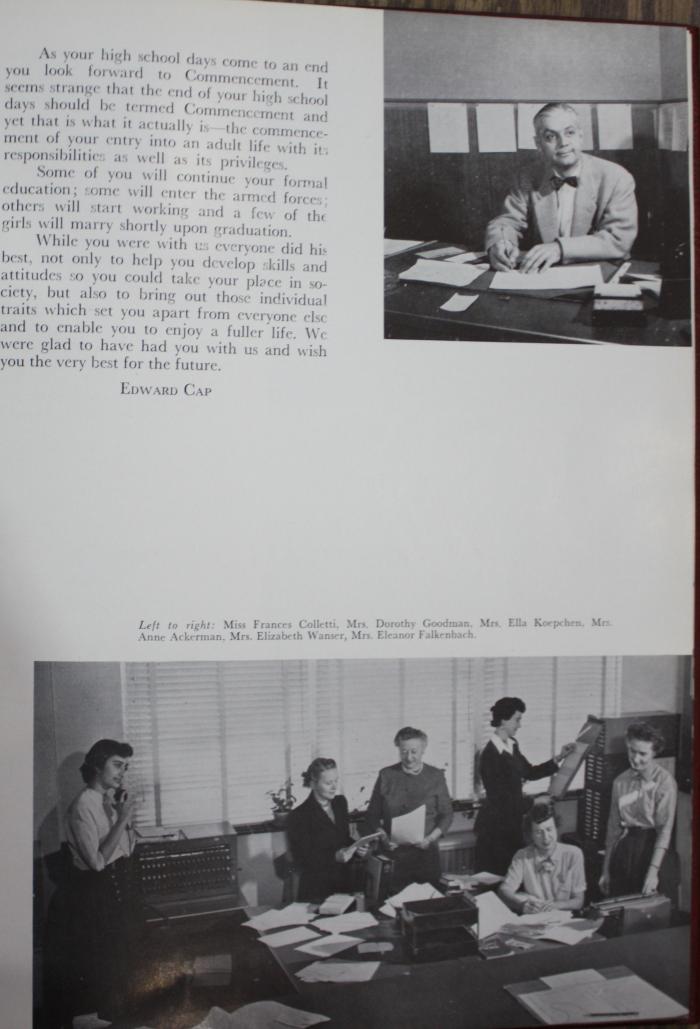 As your high school days come to an end
you look forward to Commencement. It
seems strange that the end of your high school
days should be termed Commencement and
yet that is what it actually is—the commence-
ment of your entry into an adult life with its
responsibilities as well as its privileges.
Some of you will continue your formal
education; some will enter the armed forces;
others will start working and a few of the
girls will marry shortly upon graduation.
While you were with us everyone did his
best, not only to help you develop skills and
attitudes so you could take your place in so-
ciety, but also to bring out those individual
traits which set you apart from everyone else
and to enable you to enjoy a fuller life. We
were glad to have had you with us and wish
you the very best for the future.
EDWARD CAP
Left to right: Miss Frances Colletti, Mrs. Dorothy Goodman, Mrs. Ella Koepchen, Mrs.
Anne Ackerman, Mrs. Elizabeth Wanser, Mrs. Eleanor Falkenbach.